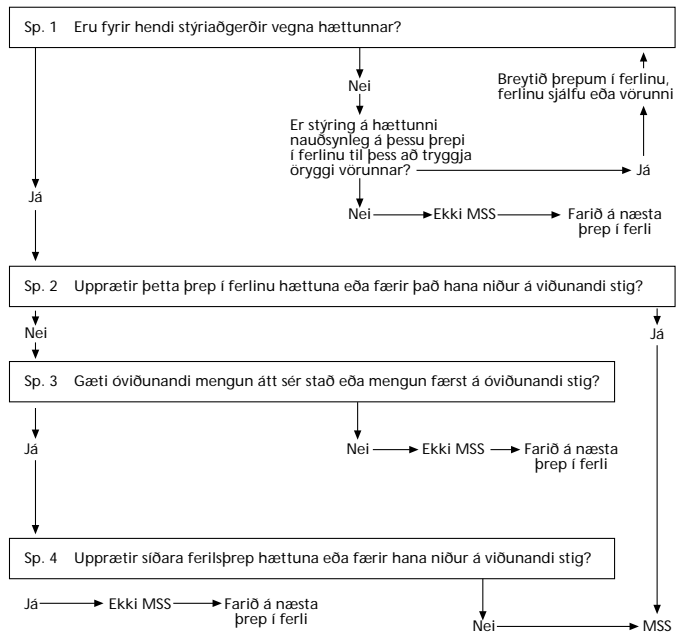 Sp. 1 Eru fyrir hendi stýriaðgerðir vegna hættunnar?
Nei
Breytið þrepum í ferlinu,
ferlinu sjálfu eða vörunni
Er stýring á hættunni
nauðsynleg á þessu þrepi
í ferlinu til þess að tryggja
öryggi vörunnar?
Já
Já
Nei
Ekki MSS
Farið á næsta
þrep í ferli
Sp. 2 Upprætir þetta þrep í ferlinu hættuna eða færir það hana niður á viðunandi stig?
Nei
Já
Sp. 3 Gæti óviðunandi mengun átt sér stað eða mengun færst á óviðunandi stig?
Já
Nei
Ekki MSS
Farið á næsta
þrep í ferli
Sp. 4 Upprætir síðara ferilsþrep hættuna eða færir hana niður á viðunandi stig?
Já
Ekki MSS
Farið á næsta
þrep í ferli
Nei
MSS